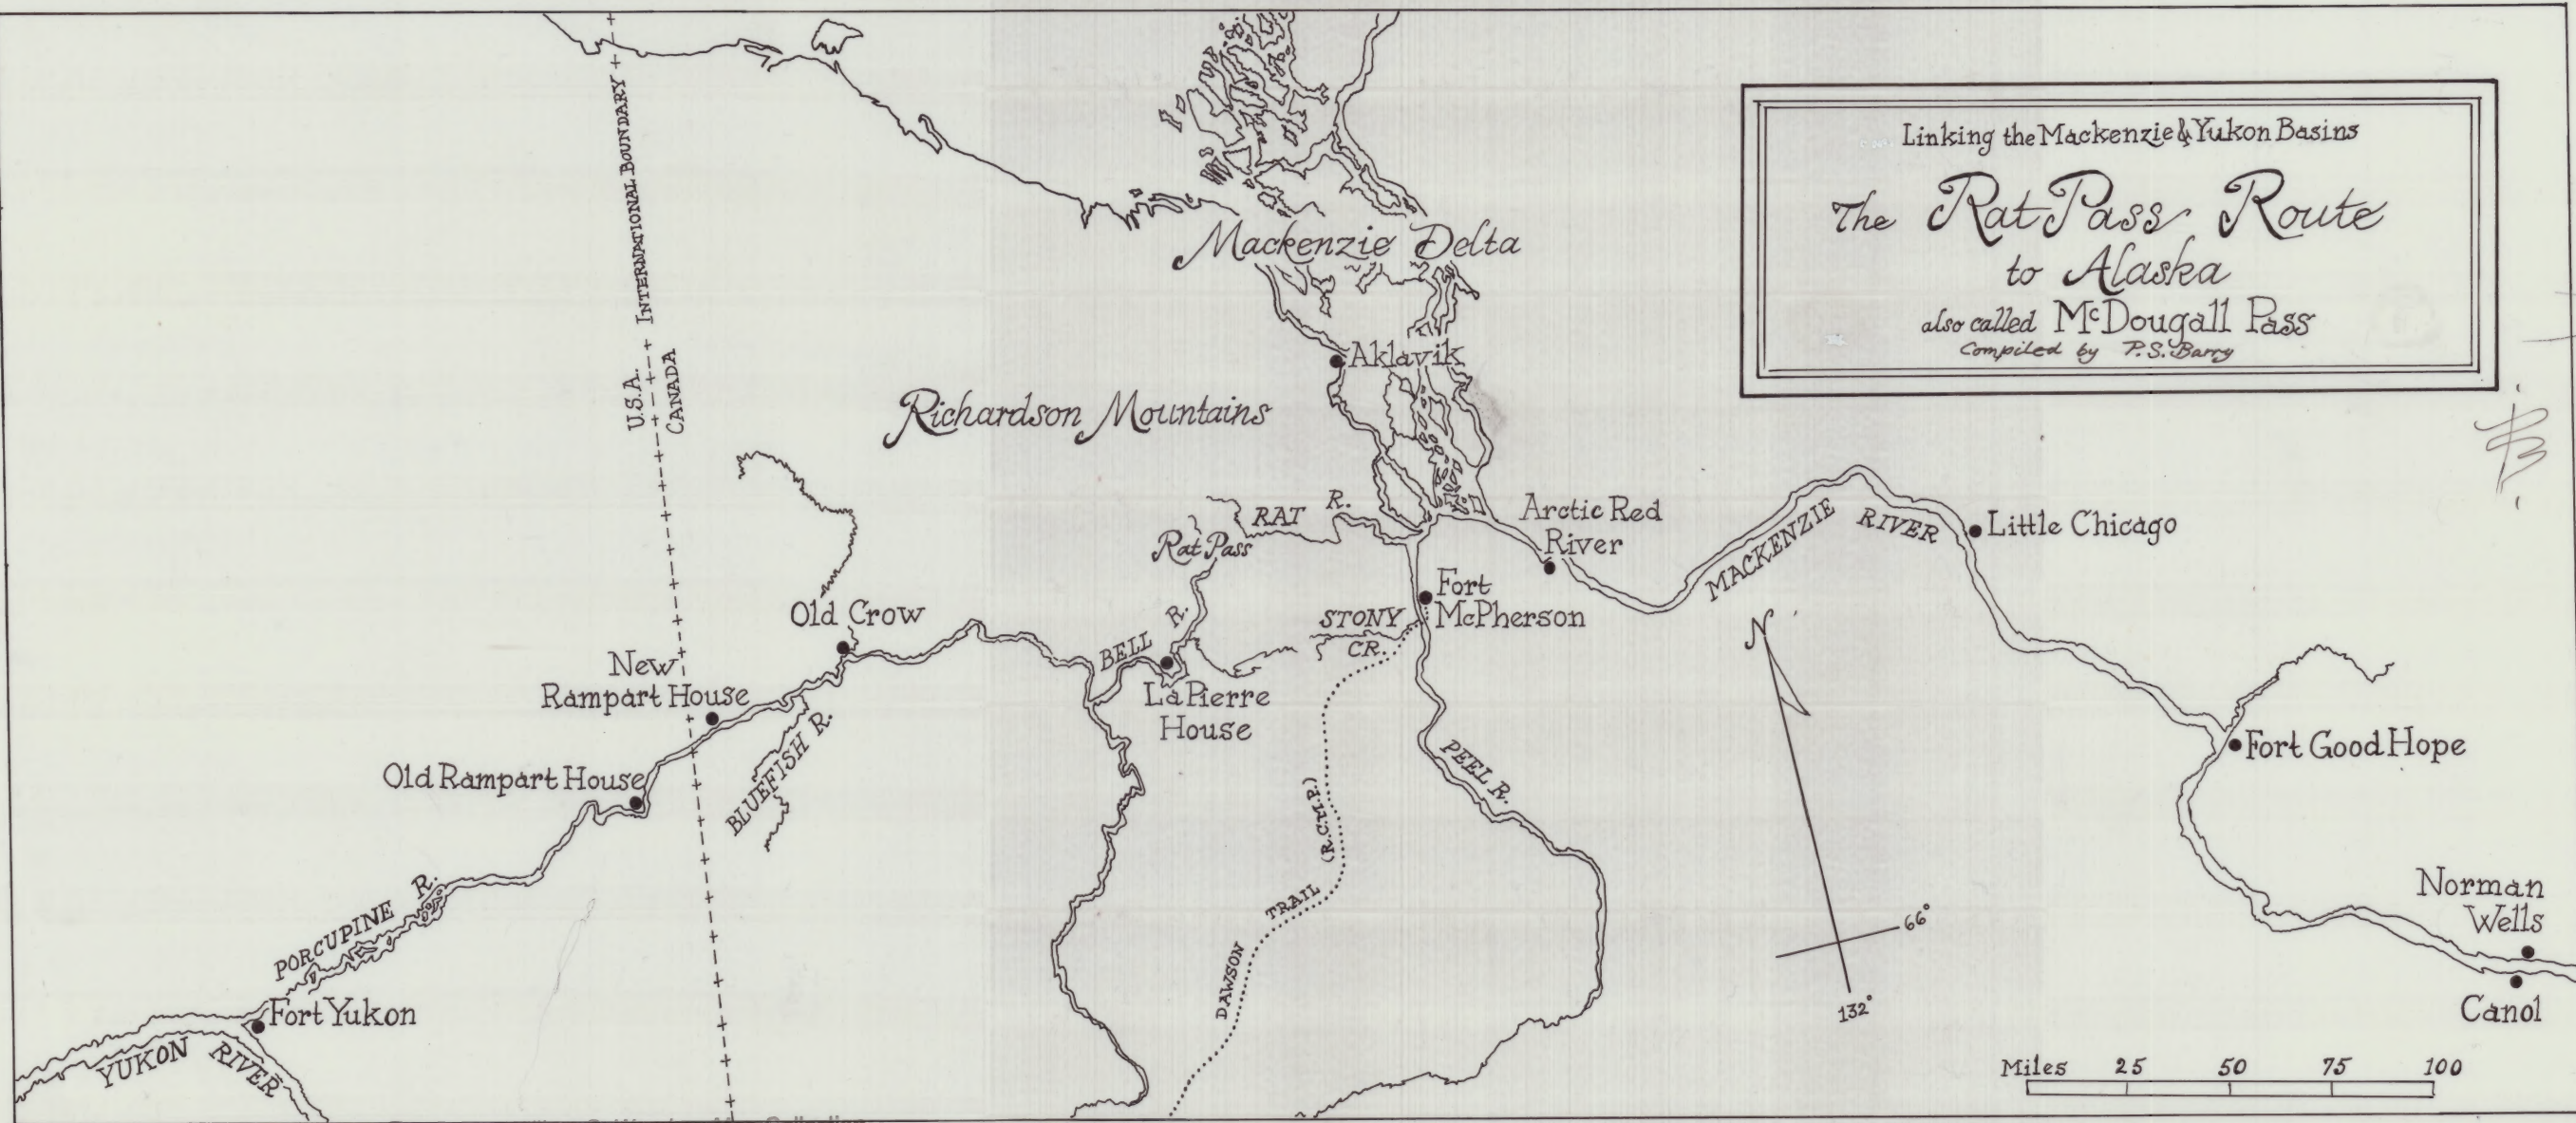 Linking the Mackenzie & Yukon Basins
The Rat Pass Route
to Alaska
also called McDougall Pass
Compiled by P.S. Barry
INTERNATIONAL BOUNDARY
U.S.A.
CANADA
Mackenzie Delta
Aklavik
Richardson Mountains
RAT R.
Rat Pass
Arctic Red
River
MACKENZIE RIVER
Little Chicago
Fort
McPherson
STONY
CR.
Old Crow
BELL R.
La Pierre
House
New
Rampart House
Old Rampart House
BLUEFISH R.
PEEL R.
(R.C.M.P.)
DAWSON TRAIL
N
66°
132°
Fort Good Hope
Norman
Wells
Canol
PORCUPINE R.
Fort Yukon
YUKON RIVER
Miles 25 50 75 100